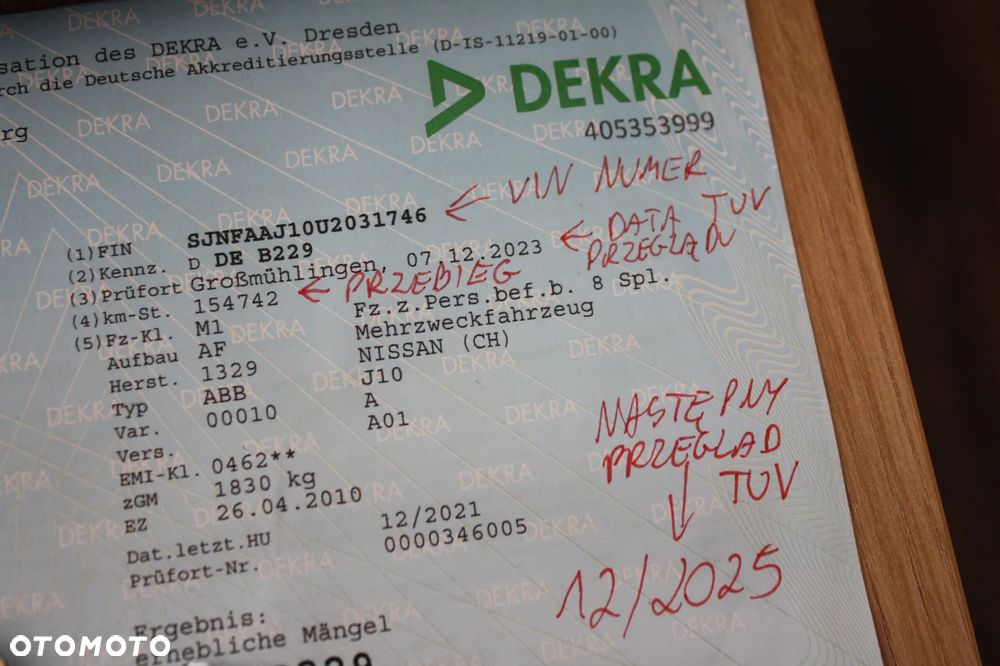 sation des DEKRA e.V. Dresden
rch die Deutsche Akkreditierungsstelle (D-IS-11219-01-00)
DEKRA
405353999
rg
(1)FIN SJNFAAJ10U2031746 ← VIN NUMER
(2)Kennz. D DE B229
(3)Prüfort Großmühlingen, 07.12.2023 ← DATA TUV PRZEGLĄDU
(4)km-St. 154742 ← PRZEBIEG
(5)Fz-Kl. M1 Fz.z.Pers.bef.b. 8 Spl.
Aufbau AF Mehrzweckfahrzeug
Herst. 1329 NISSAN (CH)
Typ ABB J10
Var. 00010 A
Vers. A01
EMI-Kl. 0462**
zGM 1830 kg
EZ 26.04.2010
Dat.letzt.HU 12/2021
Prüfort-Nr. 0000346005
NASTĘPNY
PRZEGLĄD
TUV
12/2025
Ergebnis:
erhebliche Mängel
B229
OTOMOTO